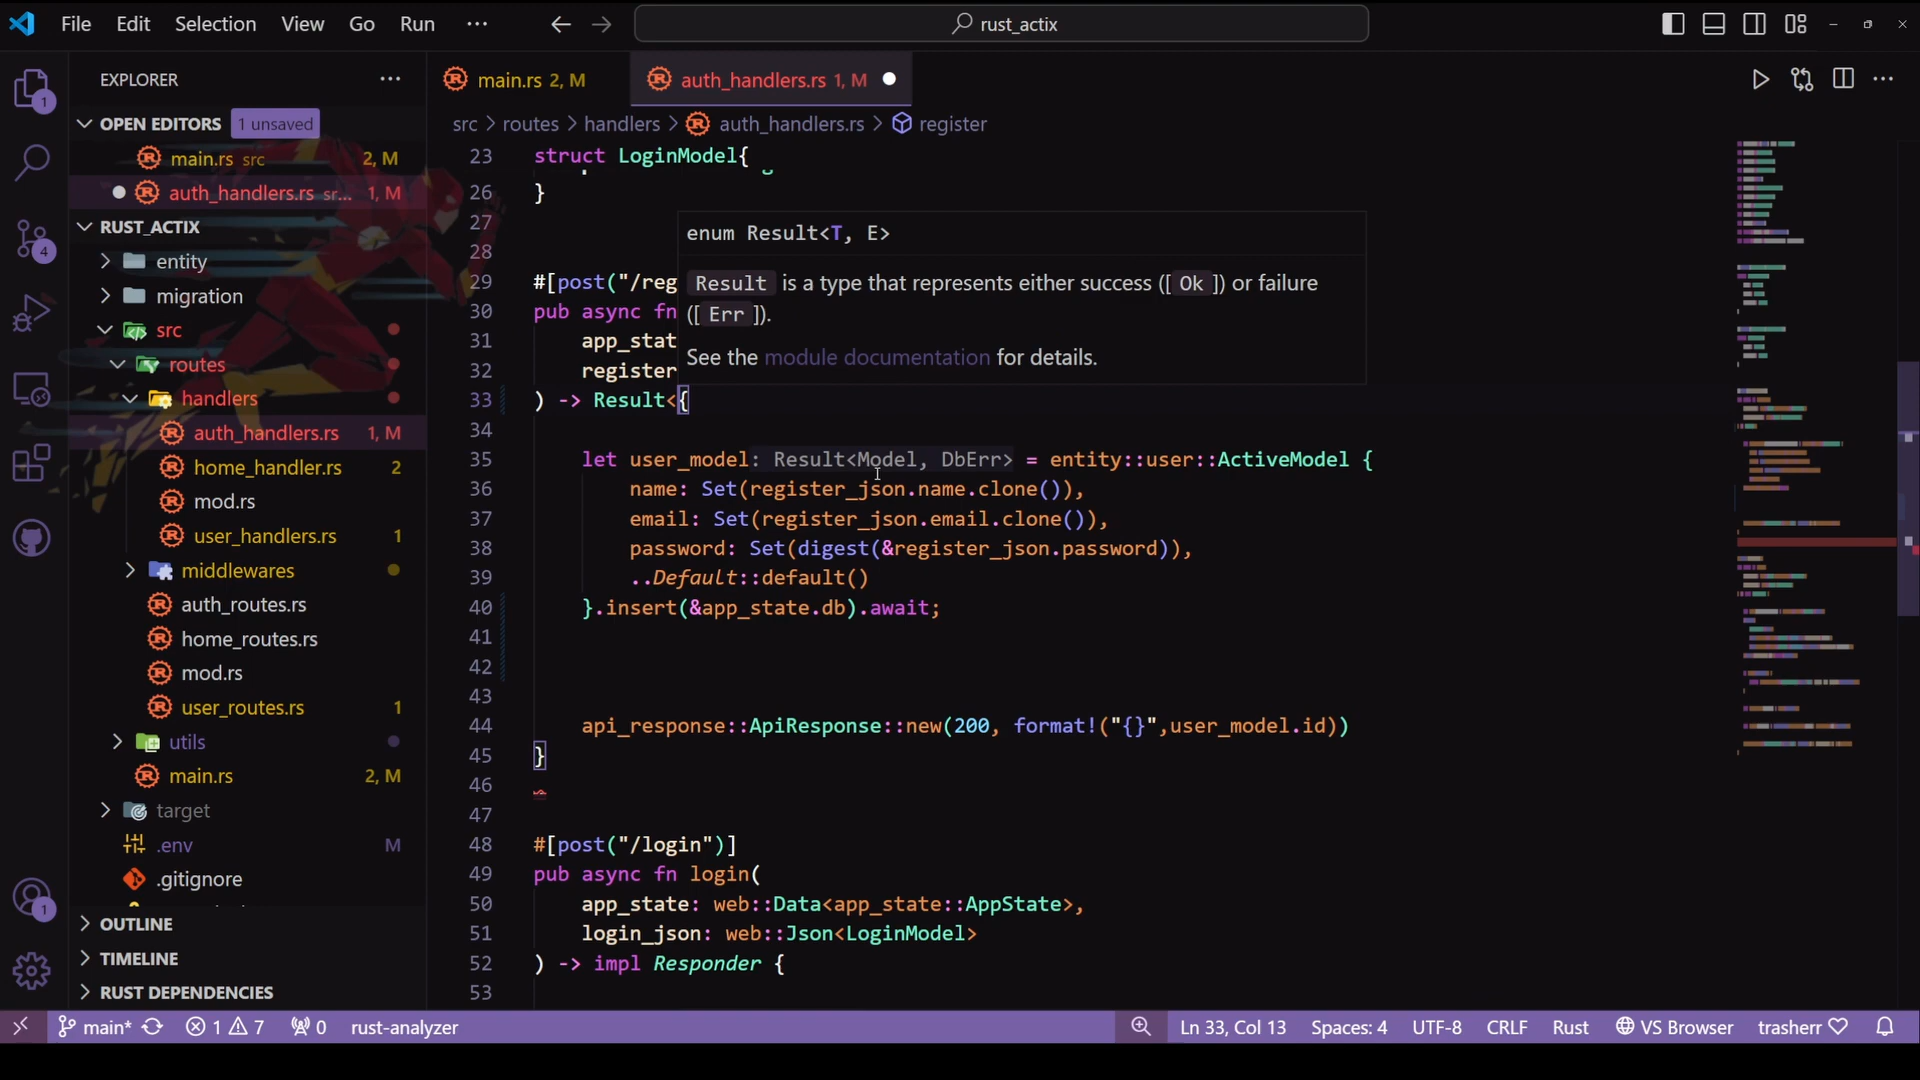 File Edit Selection View Go Run ··· rust_actix
EXPLORER
OPEN EDITORS 1 unsaved
main.rs src 2, M
auth_handlers.rs sr... 1, M
RUST_ACTIX
entity
migration
src
routes
handlers
auth_handlers.rs 1, M
home_handler.rs 2
mod.rs
user_handlers.rs 1
middlewares
auth_routes.rs
home_routes.rs
mod.rs
user_routes.rs 1
utils
main.rs 2, M
target
.env M
.gitignore
OUTLINE
TIMELINE
RUST DEPENDENCIES
1
4
1
main.rs 2, M
auth_handlers.rs 1, M
src > routes > handlers > auth_handlers.rs > register
23 struct LoginModel{
26 }
27
28
29 #[post("/reg
30 pub async fn
31 app_stat
32 register
enum Result<T, E>
Result is a type that represents either success ([ Ok ]) or failure
([ Err ]).
See the module documentation for details.
33 ) -> Result<{
34
35 let user_model: Result<Model, DbErr> = entity::user::ActiveModel {
36 name: Set(register_json.name.clone()),
37 email: Set(register_json.email.clone()),
38 password: Set(digest(&register_json.password)),
39 ..Default::default()
40 }.insert(&app_state.db).await;
41
42
43
44 api_response::ApiResponse::new(200, format!("{}",user_model.id))
45 }
46
47
48 #[post("/login")]
49 pub async fn login(
50 app_state: web::Data<app_state::AppState>,
51 login_json: web::Json<LoginModel>
52 ) -> impl Responder {
53
main* 1 7 0 rust-analyzer Ln 33, Col 13 Spaces: 4 UTF-8 CRLF Rust VS Browser trasherr